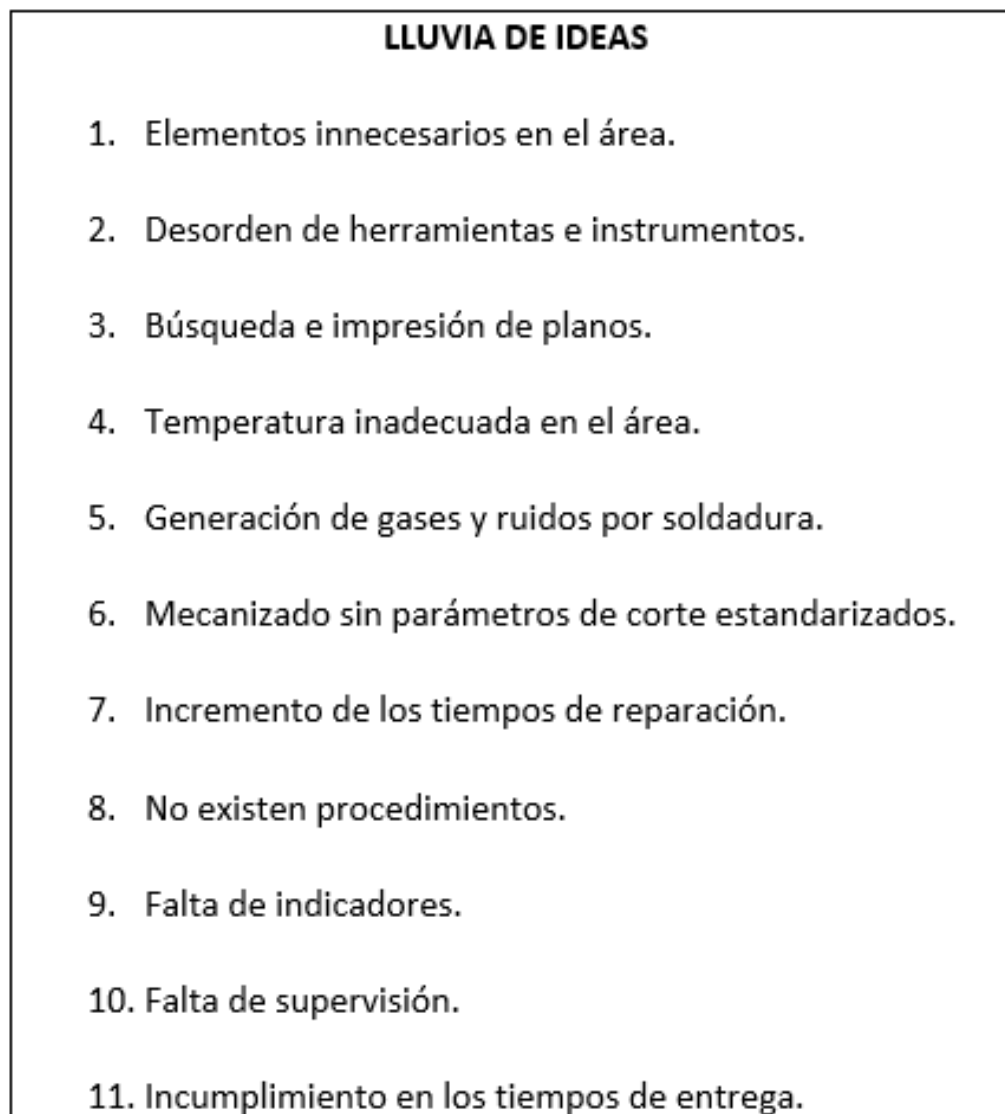 LLUVIA DE IDEAS
1. Elementos innecesarios en el área.
2. Desorden de herramientas e instrumentos.
3. Búsqueda e impresión de planos.
4. Temperatura inadecuada en el área.
5. Generación de gases y ruidos por soldadura.
6. Mecanizado sin parámetros de corte estandarizados.
7. Incremento de los tiempos de reparación.
8. No existen procedimientos.
9. Falta de indicadores.
10. Falta de supervisión.
11. Incumplimiento en los tiempos de entrega.